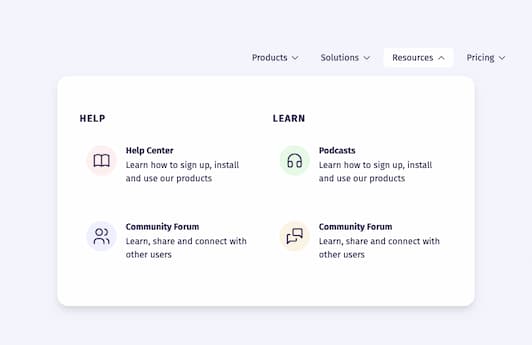 Products
Solutions
Resources
Pricing
HELP
Help Center
Learn how to sign up, install
and use our products
Community Forum
Learn, share and connect with
other users
LEARN
Podcasts
Learn how to sign up, install
and use our products
Community Forum
Learn, share and connect with
other users